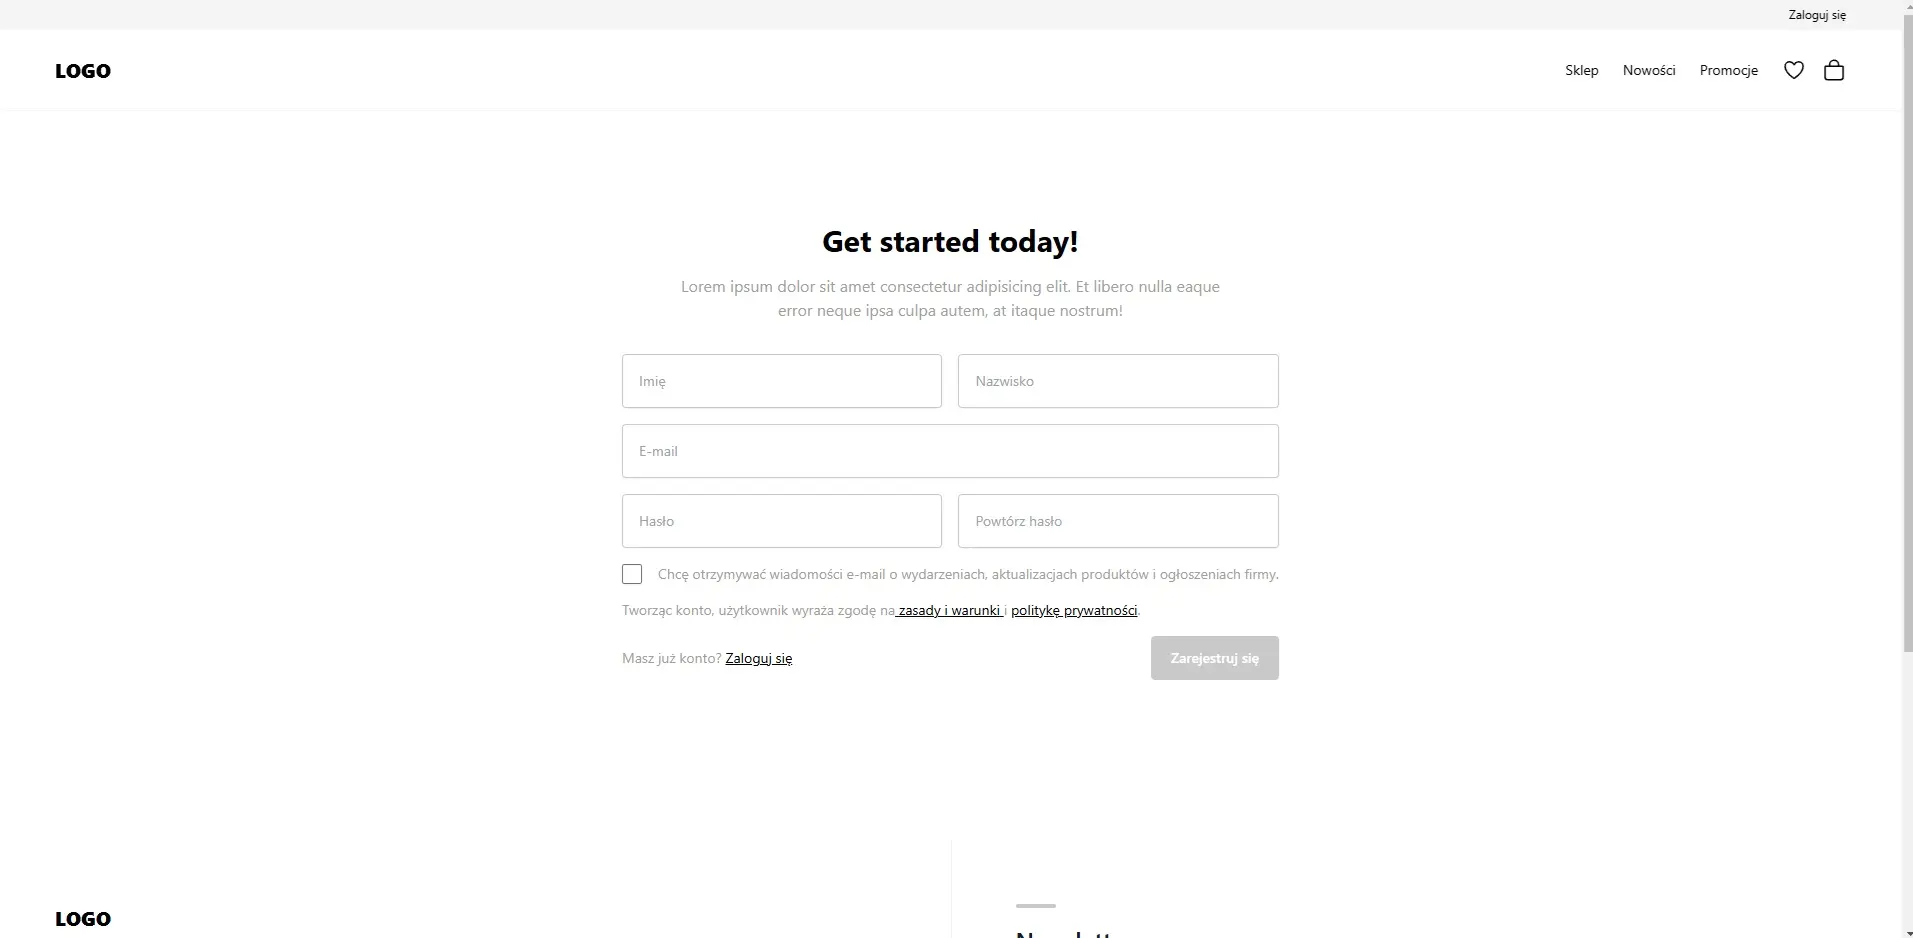 Zaloguj się
LOGO
Sklep Nowości Promocje
Get started today!
Lorem ipsum dolor sit amet consectetur adipisicing elit. Et libero nulla eaque
error neque ipsa culpa autem, at itaque nostrum!
Imię Nazwisko
E-mail
Hasło Powtórz hasło
Chcę otrzymywać wiadomości e-mail o wydarzeniach, aktualizacjach produktów i ogłoszeniach firmy.
Tworząc konto, użytkownik wyraża zgodę na zasady i warunki i politykę prywatności.
Masz już konto? Zaloguj się
Zarejestruj się
LOGO